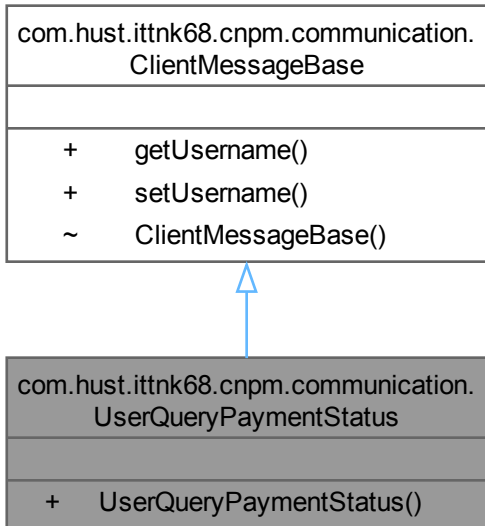 com.hust.ittnk68.cnpm.communication.
ClientMessageBase
+ getUsername()
+ setUsername()
~ ClientMessageBase()
com.hust.ittnk68.cnpm.communication.
UserQueryPaymentStatus
+ UserQueryPaymentStatus()